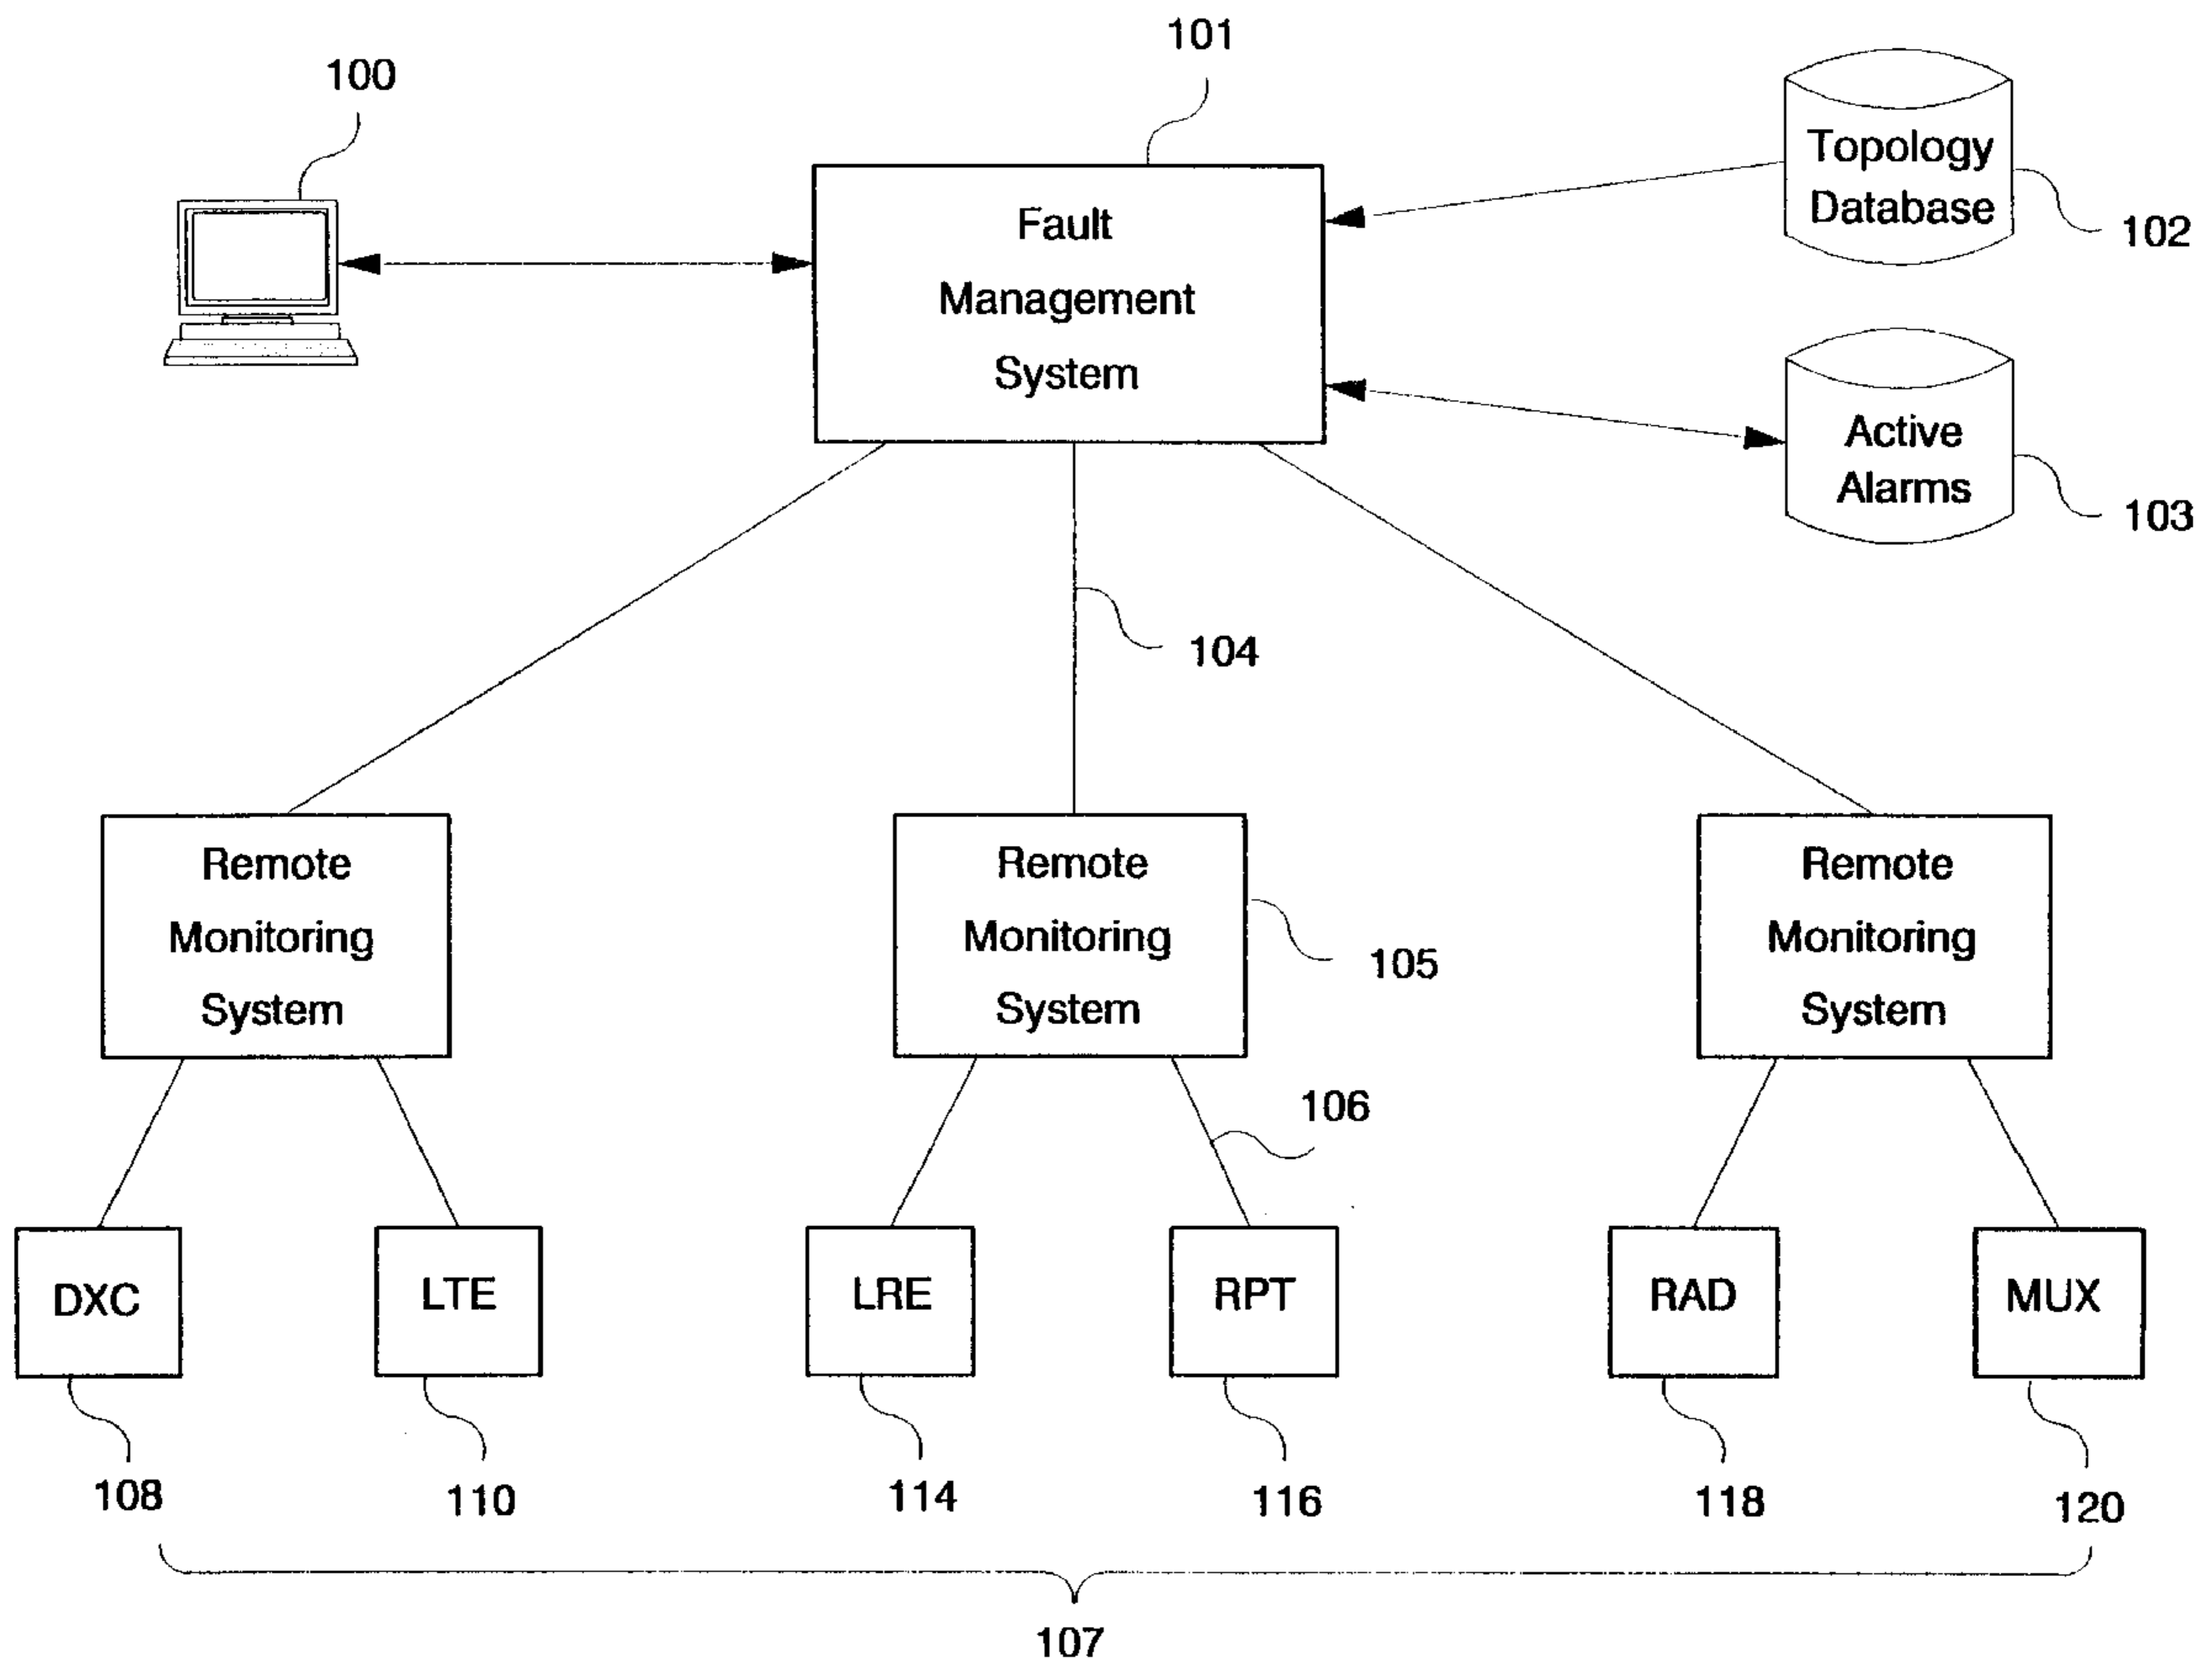 101
100
Topology
Database
102
Fault
Management
System
Active
Alarms
103
104
Remote
Monitoring
System
Remote
Monitoring
System
105
Remote
Monitoring
System
106
DXC
LTE
LRE
RPT
RAD
MUX
108
110
114
116
118
120
107